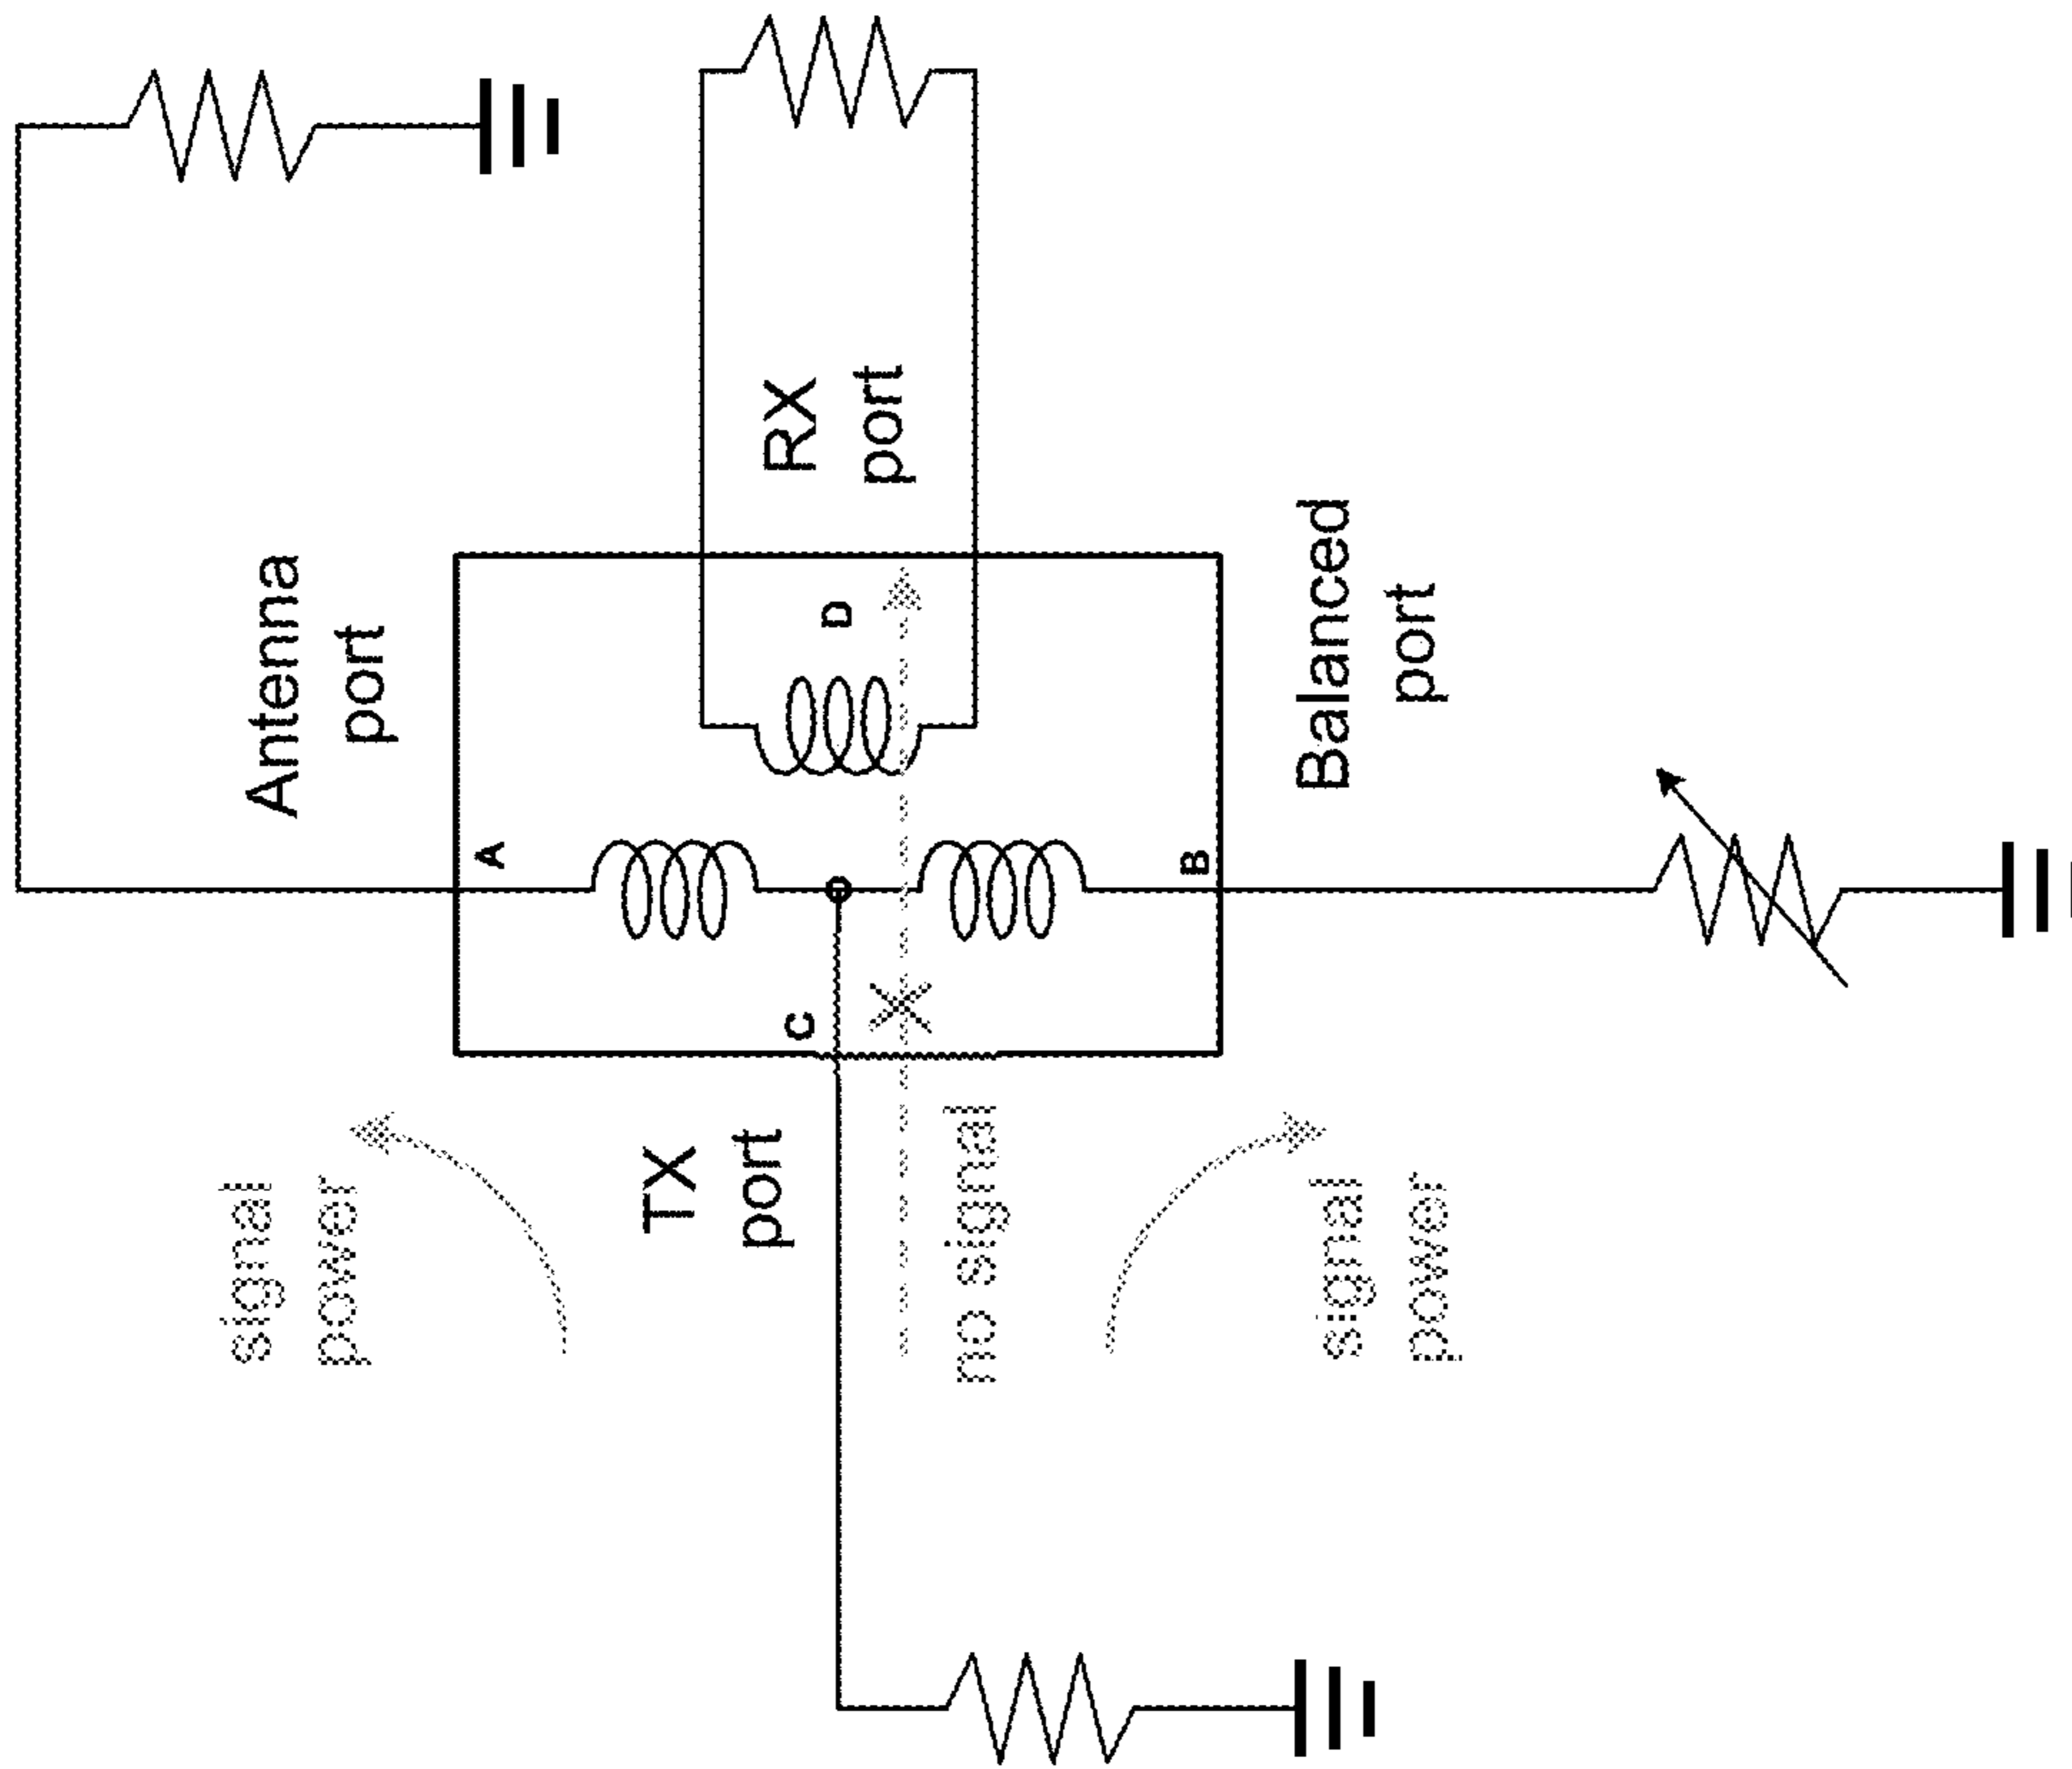 Antenna
port
RX
port
A
D
B
Balanced
port
C
TX
port
signal
power
no signal
signal
power